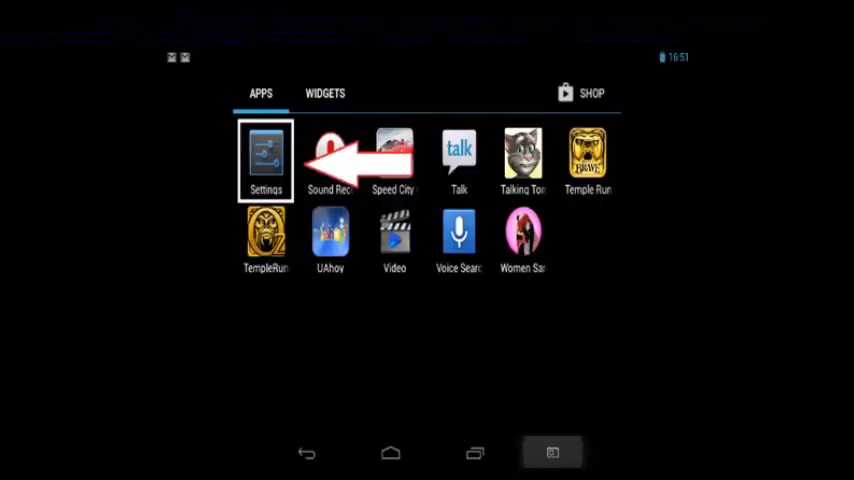 16:51
APPS WIDGETS SHOP
Settings Sound Rec Speed City Talk Talking Tom Temple Run
TempleRun UAhoy Video Voice Searc Women Sar
talk
BRAVE